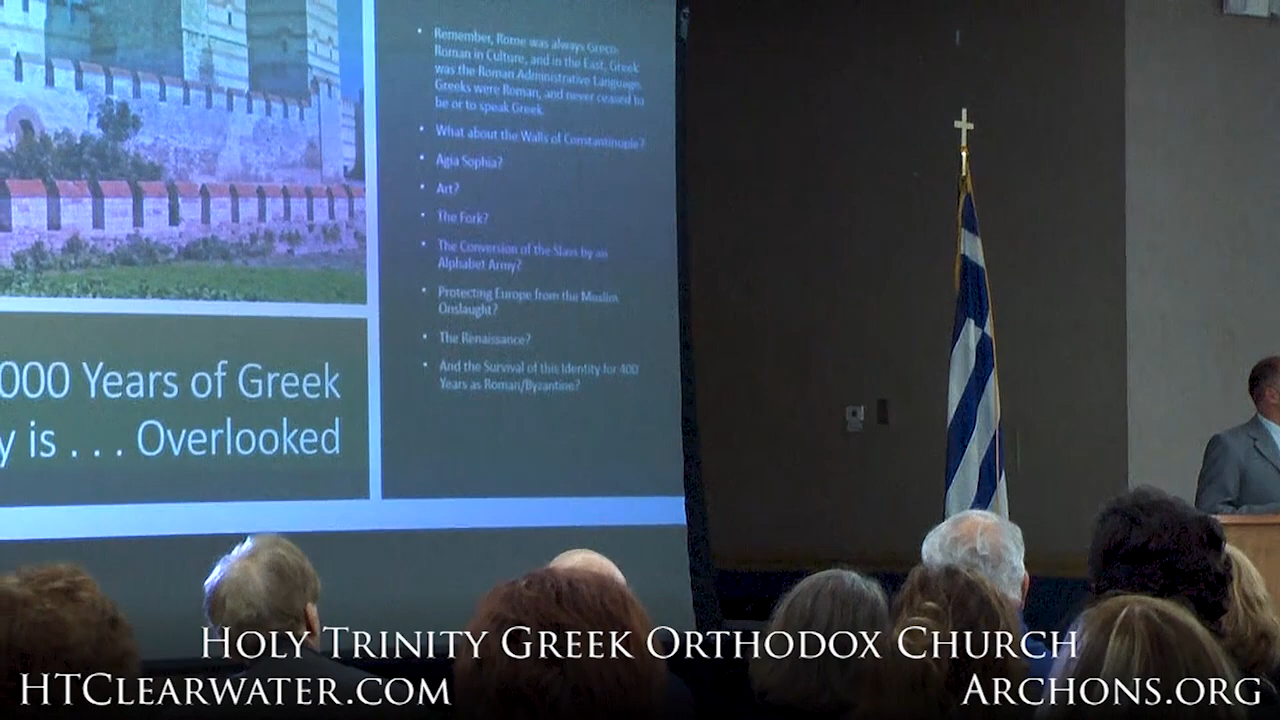 Remember, Rome was always Greco-
Roman in Culture, and in the East, Greek
was the Roman Administrative Language.
Greeks were Roman, and never ceased to
be or to speak Greek.
What about the Walls of Constantinople?
Agia Sophia?
Art?
The Fork?
The Conversion of the Slavs by an
Alphabet Army?
Protecting Europe from the Muslim
Onslaught?
The Renaissance?
And the Survival of this Identity for 400
Years as Roman/Byzantine?
000 Years of Greek
y is . . . Overlooked
Holy Trinity Greek Orthodox Church
HTClearwater.com
Archons.org